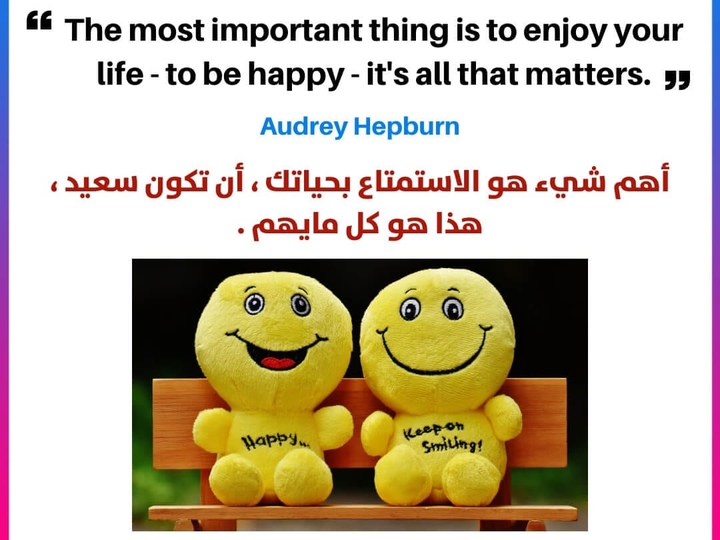 “ The most important thing is to enjoy your
life - to be happy - it's all that matters. ”
Audrey Hepburn
أهم شيء هو الاستمتاع بحياتك ، أن تكون سعيد ،
هذا هو كل مايهم .
Happy...
Keep on
Smiling!